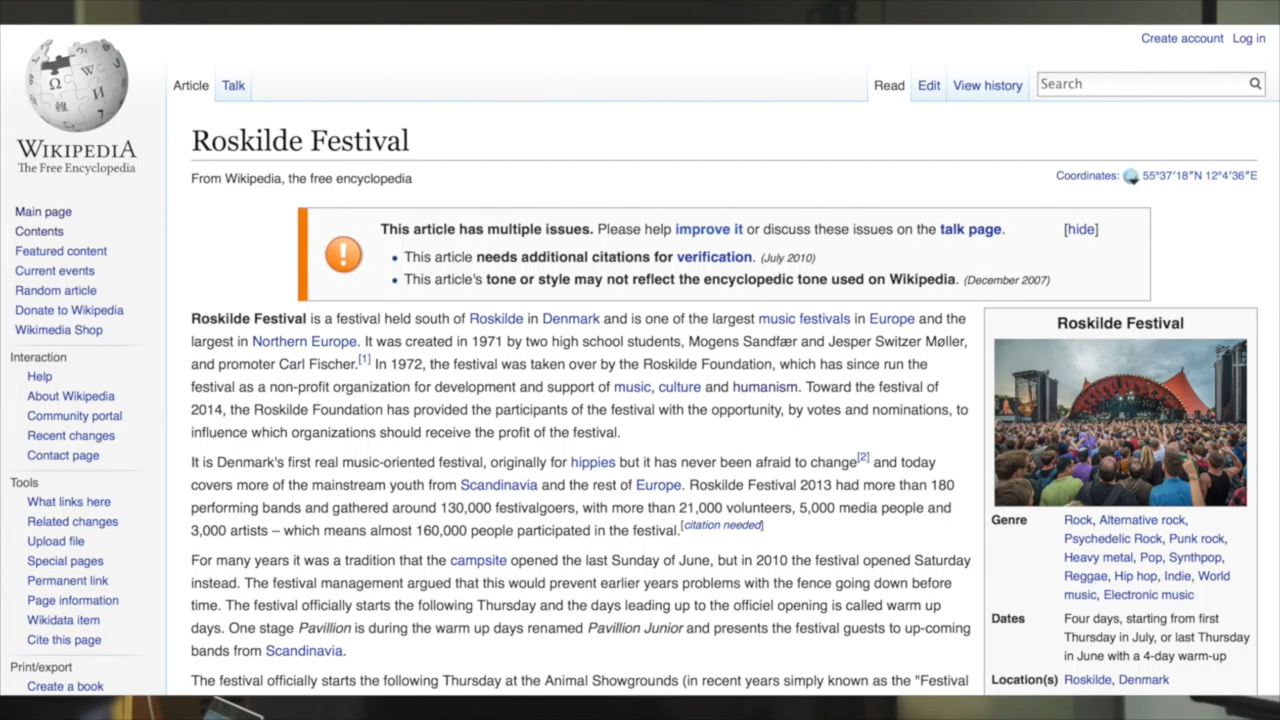 Create account Log in
Article Talk Read Edit View history Search
WIKIPEDIA
The Free Encyclopedia
Main page
Contents
Featured content
Current events
Random article
Donate to Wikipedia
Wikimedia Shop
Interaction
Help
About Wikipedia
Community portal
Recent changes
Contact page
Tools
What links here
Related changes
Upload file
Special pages
Permanent link
Page information
Wikidata item
Cite this page
Print/export
Create a book
Roskilde Festival
From Wikipedia, the free encyclopedia
Coordinates: 55°37′18″N 12°4′36″E
This article has multiple issues. Please help improve it or discuss these issues on the talk page. [hide]
• This article needs additional citations for verification. (July 2010)
• This article's tone or style may not reflect the encyclopedic tone used on Wikipedia. (December 2007)
Roskilde Festival is a festival held south of Roskilde in Denmark and is one of the largest music festivals in Europe and the
largest in Northern Europe. It was created in 1971 by two high school students, Mogens Sandfær and Jesper Switzer Møller,
and promoter Carl Fischer.[1] In 1972, the festival was taken over by the Roskilde Foundation, which has since run the
festival as a non-profit organization for development and support of music, culture and humanism. Toward the festival of
2014, the Roskilde Foundation has provided the participants of the festival with the opportunity, by votes and nominations, to
influence which organizations should receive the profit of the festival.
It is Denmark's first real music-oriented festival, originally for hippies but it has never been afraid to change[2] and today
covers more of the mainstream youth from Scandinavia and the rest of Europe. Roskilde Festival 2013 had more than 180
performing bands and gathered around 130,000 festivalgoers, with more than 21,000 volunteers, 5,000 media people and
3,000 artists – which means almost 160,000 people participated in the festival.[citation needed]
For many years it was a tradition that the campsite opened the last Sunday of June, but in 2010 the festival opened Saturday
instead. The festival management argued that this would prevent earlier years problems with the fence going down before
time. The festival officially starts the following Thursday and the days leading up to the officiel opening is called warm up
days. One stage Pavillion is during the warm up days renamed Pavillion Junior and presents the festival guests to up-coming
bands from Scandinavia.
The festival officially starts the following Thursday at the Animal Showgrounds (in recent years simply known as the "Festival
Roskilde Festival
Genre Rock, Alternative rock,
Psychedelic Rock, Punk rock,
Heavy metal, Pop, Synthpop,
Reggae, Hip hop, Indie, World
music, Electronic music
Dates Four days, starting from first
Thursday in July, or last Thursday
in June with a 4-day warm-up
Location(s) Roskilde, Denmark